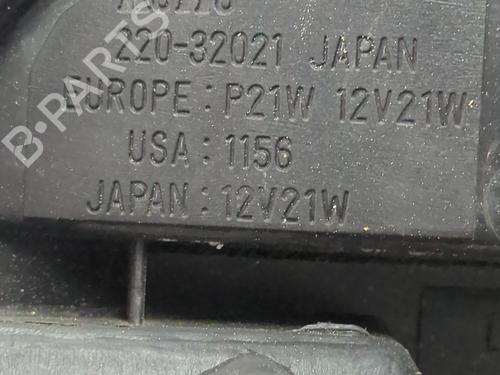 220-32021 JAPAN
EUROPE : P21W 12V21W
USA : 1156
JAPAN : 12V21W
B-PARTS